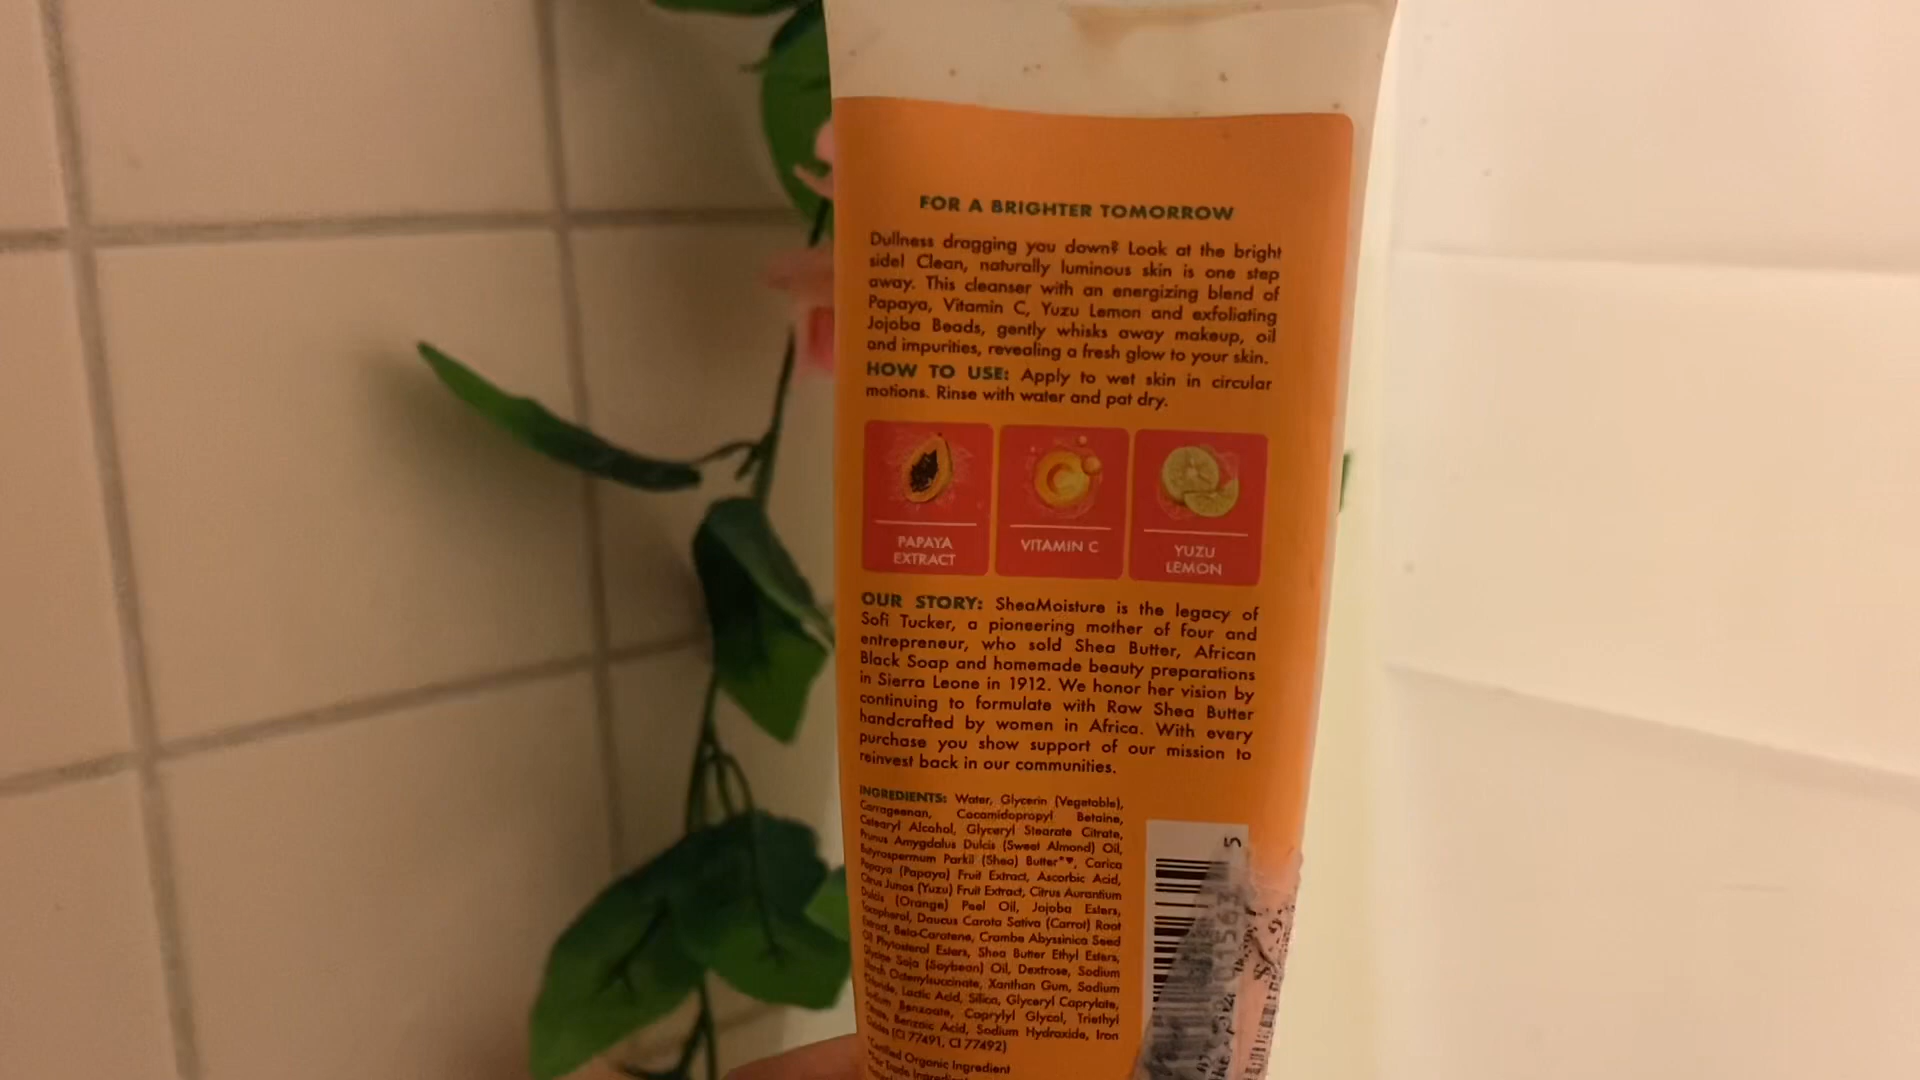 FOR A BRIGHTER TOMORROW
Dullness dragging you down? Look at the bright
side! Clean, naturally luminous skin is one step
away. This cleanser with an energizing blend of
Papaya, Vitamin C, Yuzu Lemon and exfoliating
Jojoba Beads, gently whisks away makeup, oil
and impurities, revealing a fresh glow to your skin.
HOW TO USE: Apply to wet skin in circular
motions. Rinse with water and pat dry.
PAPAYA
EXTRACT
VITAMIN C
YUZU
LEMON
OUR STORY: SheaMoisture is the legacy of
Sofi Tucker, a pioneering mother of four and
entrepreneur, who sold Shea Butter, African
Black Soap and homemade beauty preparations
in Sierra Leone in 1912. We honor her vision by
continuing to formulate with Raw Shea Butter
handcrafted by women in Africa. With every
purchase you show support of our mission to
reinvest back in our communities.
INGREDIENTS: Water, Glycerin (Vegetable),
Carrageenan, Cocamidopropyl Betaine,
Cetearyl Alcohol, Glyceryl Stearate Citrate,
Prunus Amygdalus Dulcis (Sweet Almond) Oil,
Butyrospermum Parkii (Shea) Butter*♥, Carica
Papaya (Papaya) Fruit Extract, Ascorbic Acid,
Citrus Junos (Yuzu) Fruit Extract, Citrus Aurantium
Dulcis (Orange) Peel Oil, Jojoba Esters,
Tocopherol, Daucus Carota Sativa (Carrot) Root
Extract, Beta-Carotene, Crambe Abyssinica Seed
Oil Phytosterol Esters, Shea Butter Ethyl Esters,
Glycine Soja (Soybean) Oil, Dextrose, Sodium
Starch Octenylsuccinate, Xanthan Gum, Sodium
Chloride, Lactic Acid, Silica, Glyceryl Caprylate,
Sodium Benzoate, Caprylyl Glycol, Triethyl
Citrate, Benzoic Acid, Sodium Hydroxide, Iron
Oxides (CI 77491, CI 77492)
*Certified Organic Ingredient
5